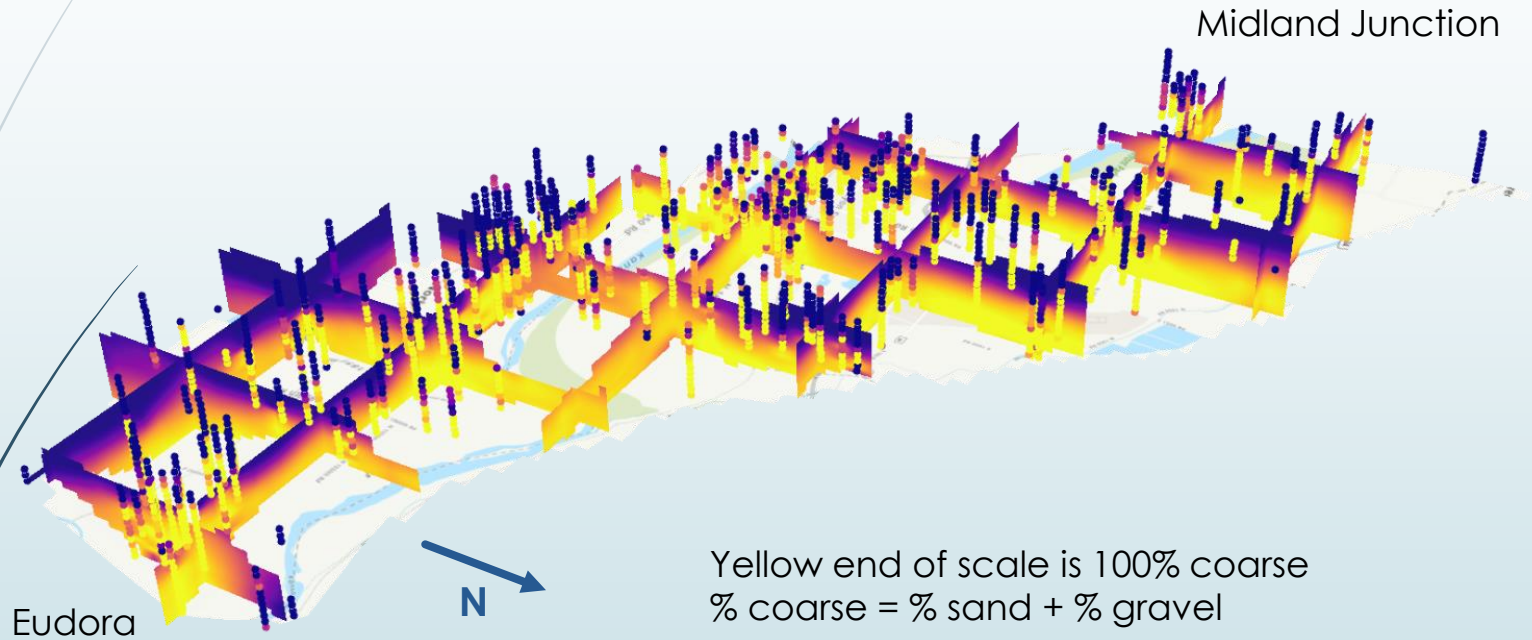 Midland Junction
N
Yellow end of scale is 100% coarse
% coarse = % sand + % gravel
Eudora